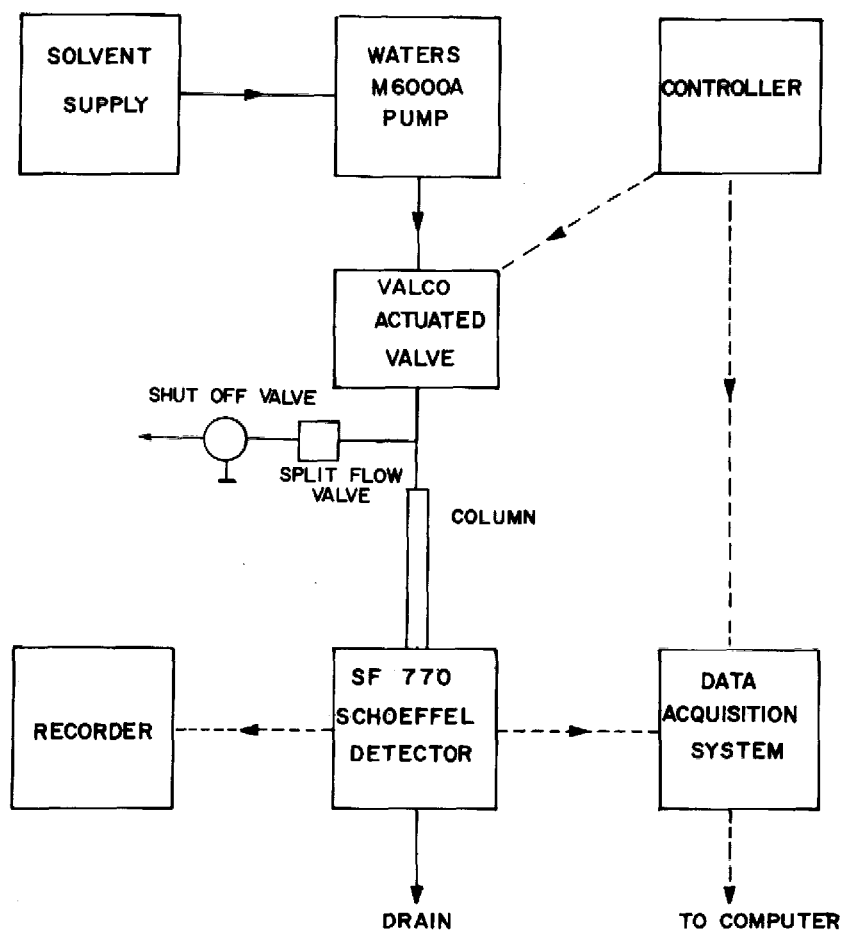 SOLVENT
SUPPLY
WATERS
M6000A
PUMP
CONTROLLER
VALCO
ACTUATED
VALVE
SHUT OFF VALVE
SPLIT FLOW
VALVE
COLUMN
RECORDER
SF 770
SCHOEFFEL
DETECTOR
DATA
ACQUISITION
SYSTEM
DRAIN
TO COMPUTER